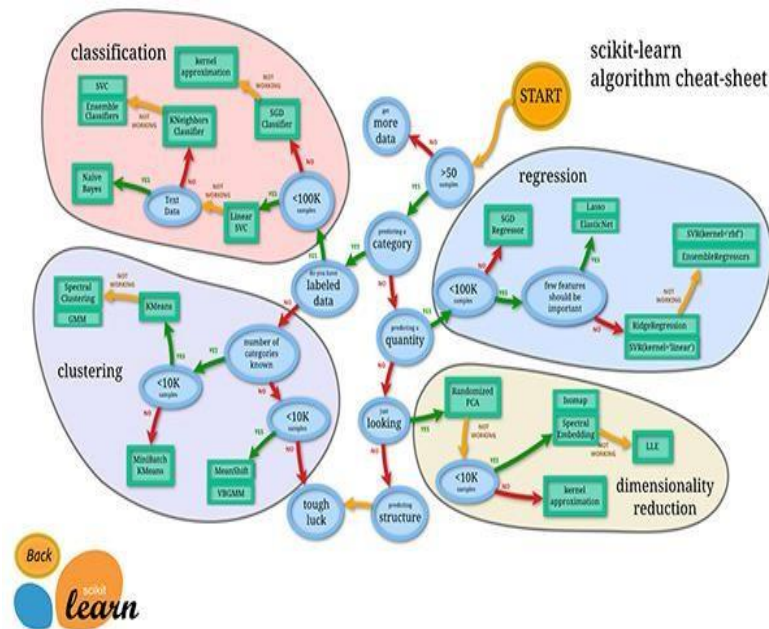 classification
scikit-learn
algorithm cheat-sheet
START
kernel
approximation
NOT
WORKING
SVC
Ensemble
Classifiers
NOT
WORKING
KNeighbors
Classifier
SGD
Classifier
NO
NO
get
more
data
NO
>50
samples
YES
Naive
Bayes
YES
Text
Data
NOT
WORKING
Linear
SVC
YES
<100K
samples
predicting a
category
YES
YES
do you have
labeled
data
NO
NO
regression
SGD
Regressor
NO
Lasso
ElasticNet
YES
SVR(kernel='rbf')
EnsembleRegressors
NOT
WORKING
<100K
samples
YES
few features
should be
important
NO
RidgeRegression
SVR(kernel='linear')
predicting a
quantity
YES
NO
Spectral
Clustering
GMM
NOT
WORKING
KMeans
YES
number of
categories
known
YES
NO
clustering
<10K
samples
NO
<10K
samples
YES
NO
MiniBatch
KMeans
MeanShift
VBGMM
just
looking
YES
NO
Randomized
PCA
NOT
WORKING
Isomap
Spectral
Embedding
NOT
WORKING
LLE
YES
<10K
samples
NO
kernel
approximation
dimensionality
reduction
tough
luck
predicting
structure
Back
scikit
learn